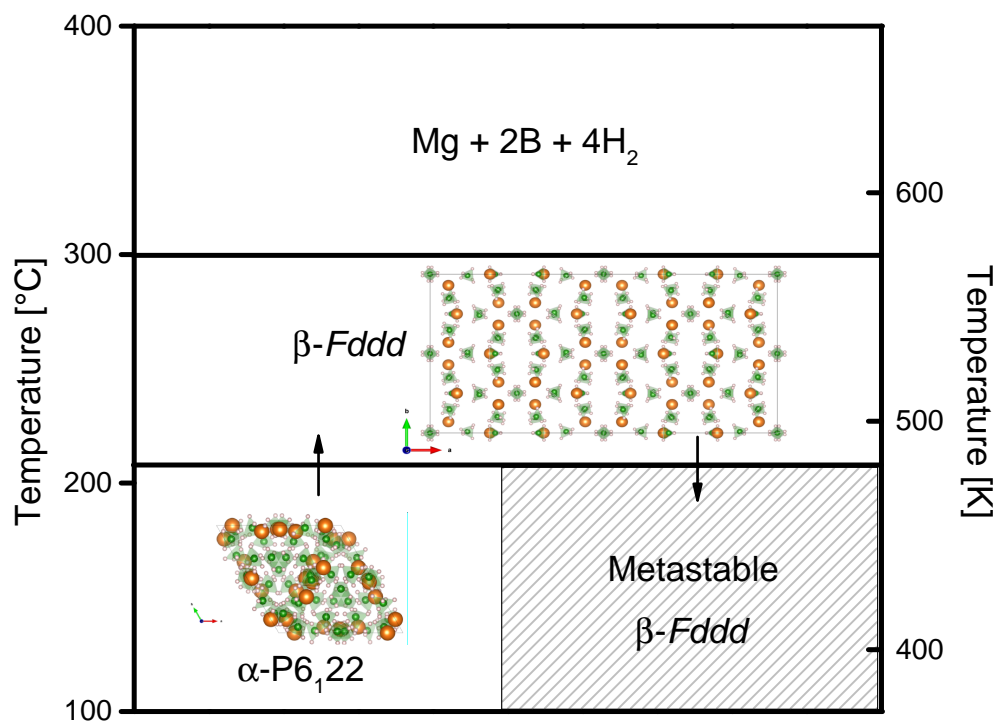 400
Mg + 2B + 4H₂
600
300
Temperature [°C]
Temperature [K]
β-Fddd
b
a
500
200
Metastable
β-Fddd
α-P6₁22
400
100